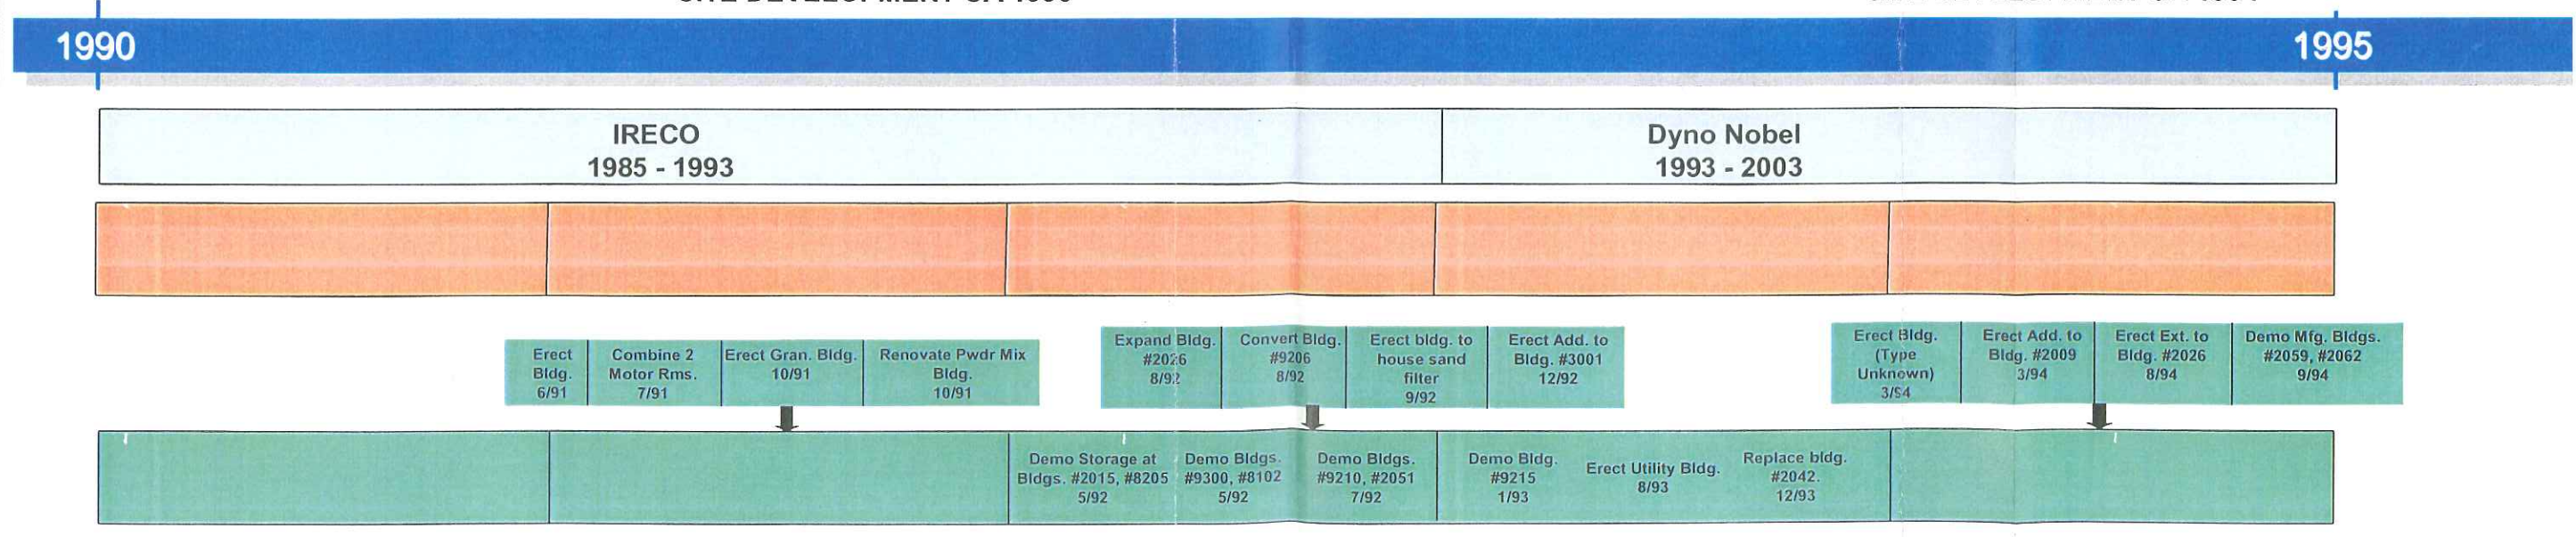 1990
1995
IRECO
1985 - 1993
Dyno Nobel
1993 - 2003
Erect
Bldg.
6/91
Combine 2
Motor Rms.
7/91
Erect Gran. Bldg.
10/91
Renovate Pwdr Mix
Bldg.
10/91
Expand Bldg.
#2026
8/92
Convert Bldg.
#9206
8/92
Erect bldg. to
house sand
filter
9/92
Erect Add. to
Bldg. #3001
12/92
Erect Bldg.
(Type
Unknown)
3/94
Erect Add. to
Bldg. #2009
3/94
Erect Ext. to
Bldg. #2026
8/94
Demo Mfg. Bldgs.
#2059, #2062
9/94
Demo Storage at
Bldgs. #2015, #8205
5/92
Demo Bldgs.
#9300, #8102
5/92
Demo Bldgs.
#9210, #2051
7/92
Demo Bldg.
#9215
1/93
Erect Utility Bldg.
8/93
Replace bldg.
#2042.
12/93